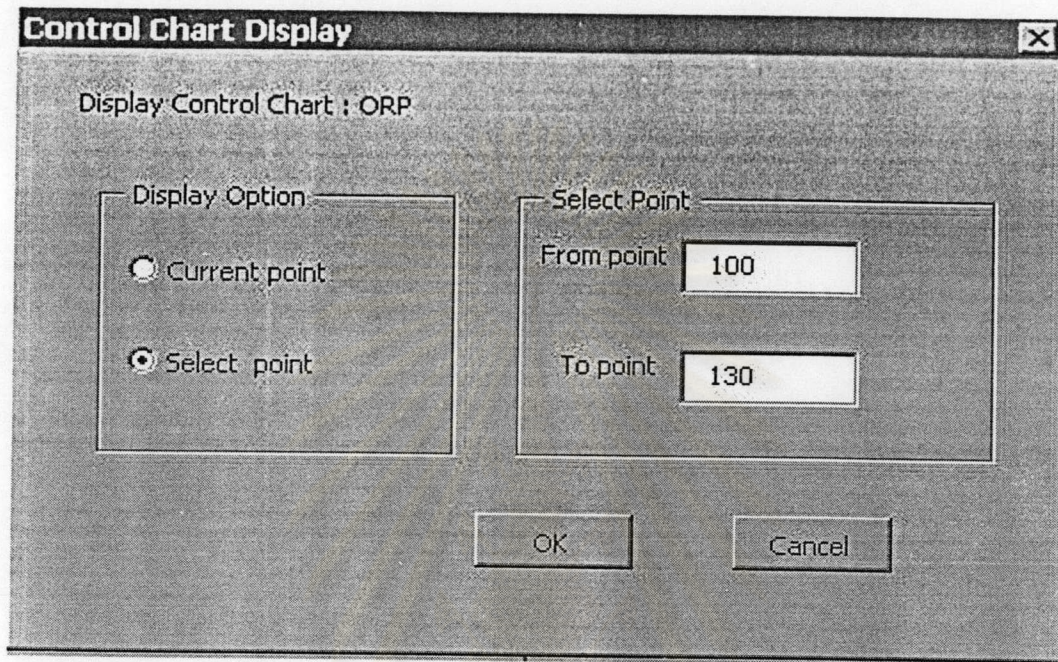 Control Chart Display
Display Control Chart : ORP
Display Option
Current point
Select point
Select Point
From point 100
To point 130
OK
Cancel